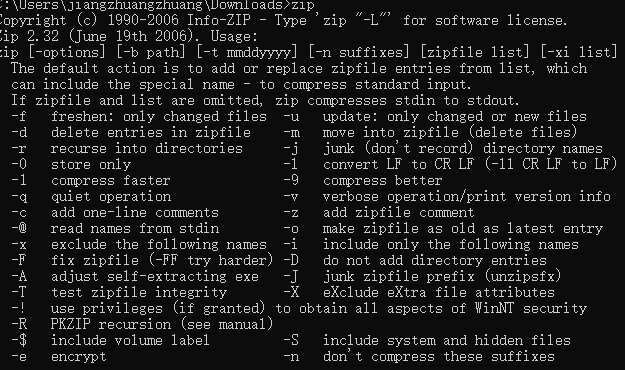 C:\Users\jiangzhuangzhuang\Downloads>zip
Copyright (c) 1990-2006 Info-ZIP - Type 'zip "-L"' for software license.
Zip 2.32 (June 19th 2006). Usage:
zip [-options] [-b path] [-t mmddyyyy] [-n suffixes] [zipfile list] [-xi list]
  The default action is to add or replace zipfile entries from list, which
  can include the special name - to compress standard input.
  If zipfile and list are omitted, zip compresses stdin to stdout.
  -f   freshen: only changed files  -u   update: only changed or new files
  -d   delete entries in zipfile    -m   move into zipfile (delete files)
  -r   recurse into directories     -j   junk (don't record) directory names
  -0   store only                   -l   convert LF to CR LF (-ll CR LF to LF)
  -1   compress faster              -9   compress better
  -q   quiet operation              -v   verbose operation/print version info
  -c   add one-line comments        -z   add zipfile comment
  -@   read names from stdin        -o   make zipfile as old as latest entry
  -x   exclude the following names  -i   include only the following names
  -F   fix zipfile (-FF try harder) -D   do not add directory entries
  -A   adjust self-extracting exe   -J   junk zipfile prefix (unzipsfx)
  -T   test zipfile integrity       -X   eXclude eXtra file attributes
  -!   use privileges (if granted) to obtain all aspects of WinNT security
  -R   PKZIP recursion (see manual)
  -$   include volume label         -S   include system and hidden files
  -e   encrypt                      -n   don't compress these suffixes